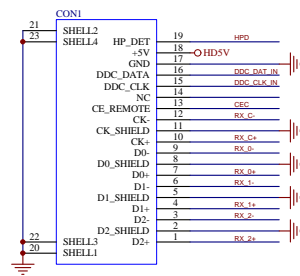 CON1
21 SHELL2
23 SHELL4
HP_DET 19 HPD
+5V 18 HD5V
GND 17
DDC_DATA 16 DDC_DAT_IN
DDC_CLK 15 DDC_CLK_IN
NC 14
CE_REMOTE 13 CEC
CK- 12 RX_C-
CK_SHIELD 11
CK+ 10 RX_C+
D0- 9 RX_0-
D0_SHIELD 8
D0+ 7 RX_0+
D1- 6 RX_1-
D1_SHIELD 5
D1+ 4 RX_1+
D2- 3 RX_2-
D2_SHIELD 2
22 SHELL3
20 SHELL1
D2+ 1 RX_2+